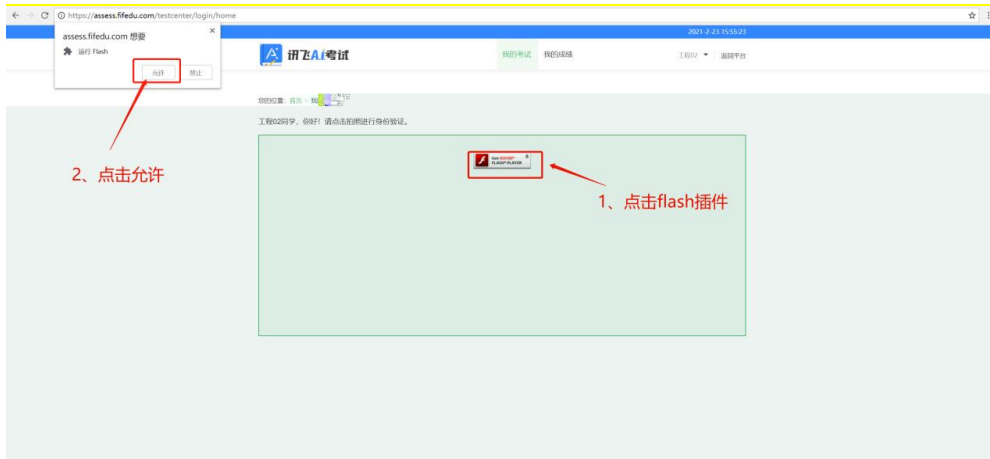 https://assess.fifedu.com/testcenter/login/home
assess.fifedu.com 想要
×
运行 Flash
允许
禁止
2021-2-23 15:55:23
讯飞A.I考试
我的考试
我的成绩
工程02
返回平台
您的位置: 首页 > 我
工程02同学，你好！请点击拍照进行身份验证。
Get ADOBE®
FLASH® PLAYER
2、点击允许
1、点击flash插件